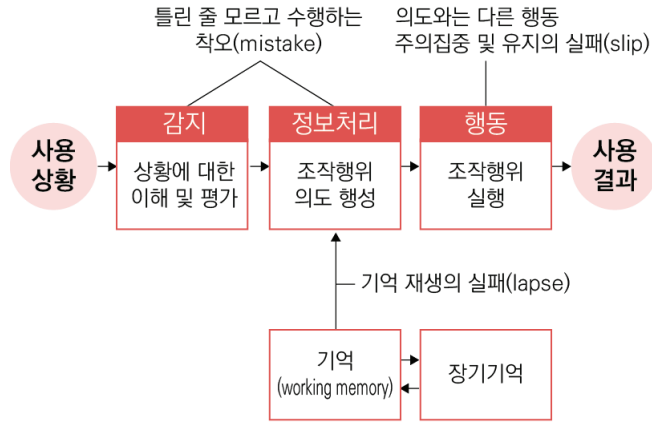 틀린 줄 모르고 수행하는
착오(mistake)
의도와는 다른 행동
주의집중 및 유지의 실패(slip)
사용
상황
감지
상황에 대한
이해 및 평가
정보처리
조작행위
의도 행성
행동
조작행위
실행
사용
결과
기억 재생의 실패(lapse)
기억
(working memory)
장기기억